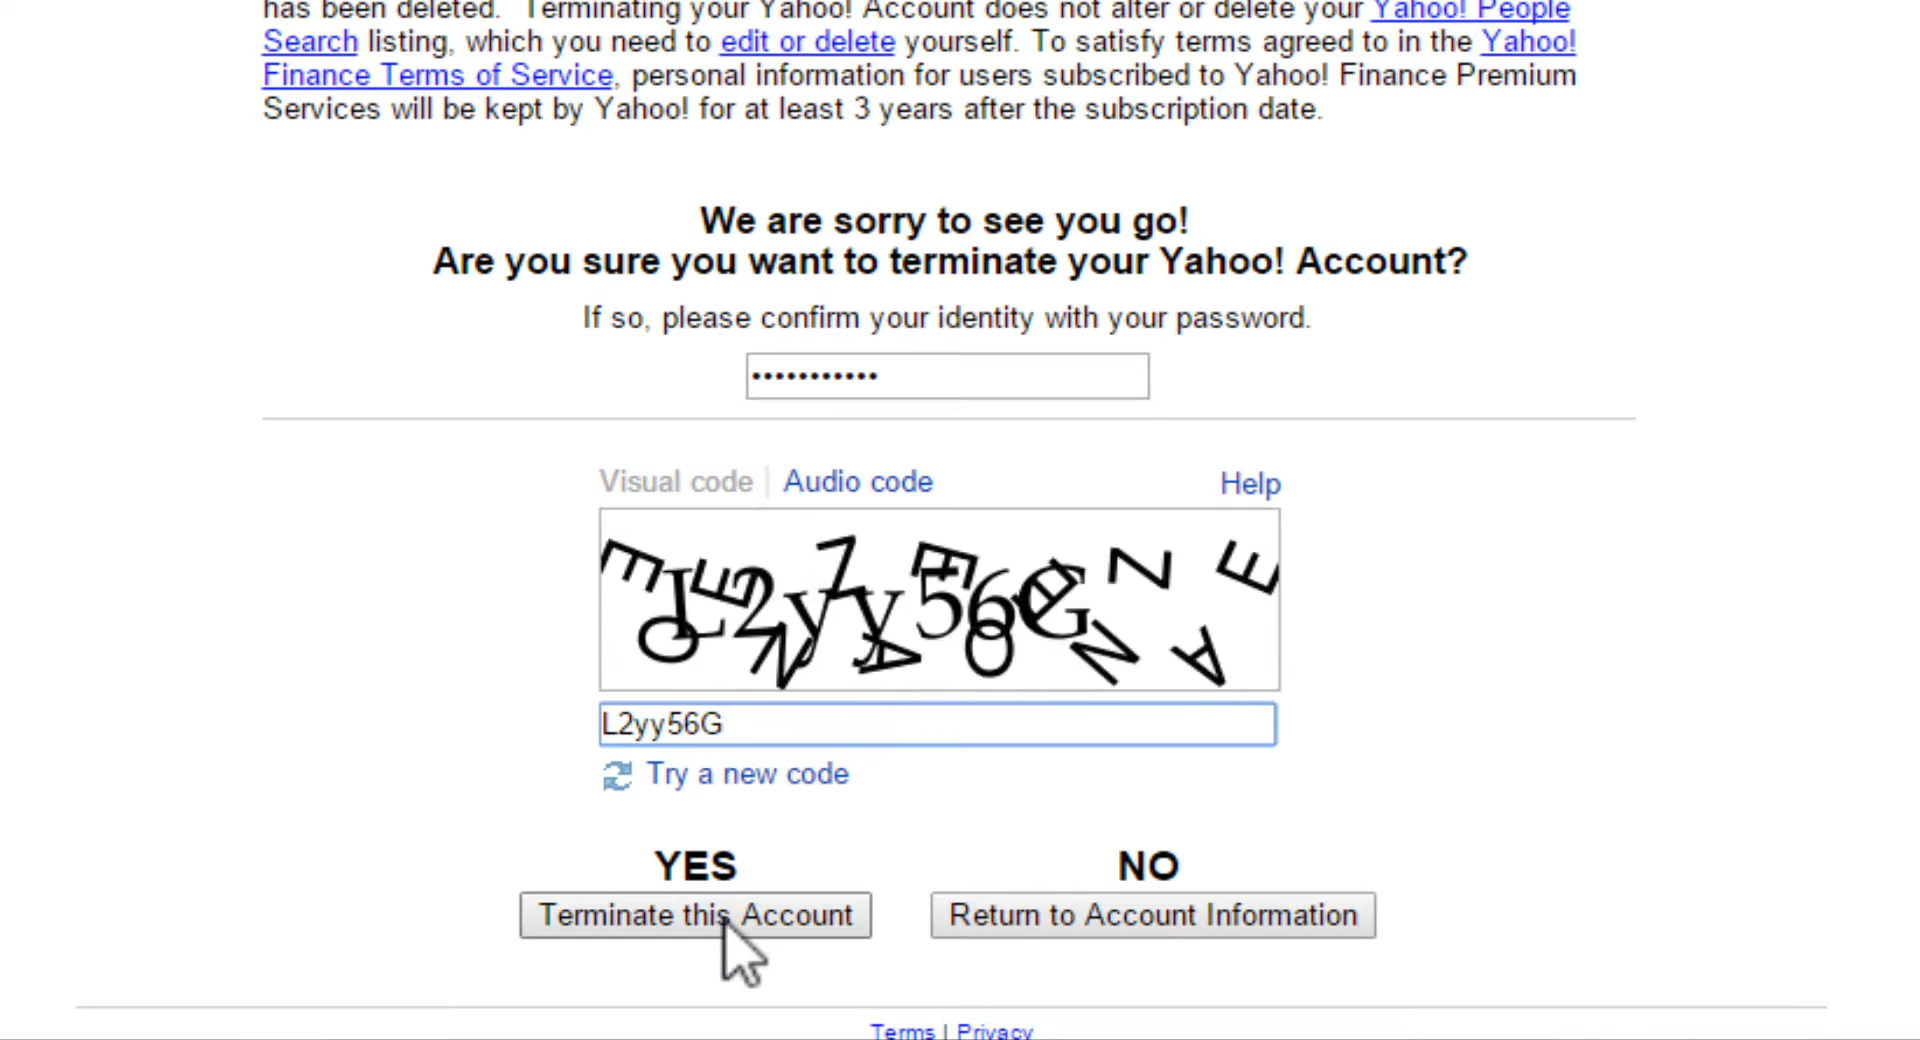 has been deleted. Terminating your Yahoo! Account does not alter or delete your Yahoo! People
Search listing, which you need to edit or delete yourself. To satisfy terms agreed to in the Yahoo!
Finance Terms of Service, personal information for users subscribed to Yahoo! Finance Premium
Services will be kept by Yahoo! for at least 3 years after the subscription date.
We are sorry to see you go!
Are you sure you want to terminate your Yahoo! Account?
If so, please confirm your identity with your password.
•••••••••••
Visual code | Audio code Help
L2yy56G
L2yy56G
Try a new code
YES NO
Terminate this Account Return to Account Information
Terms | Privacy